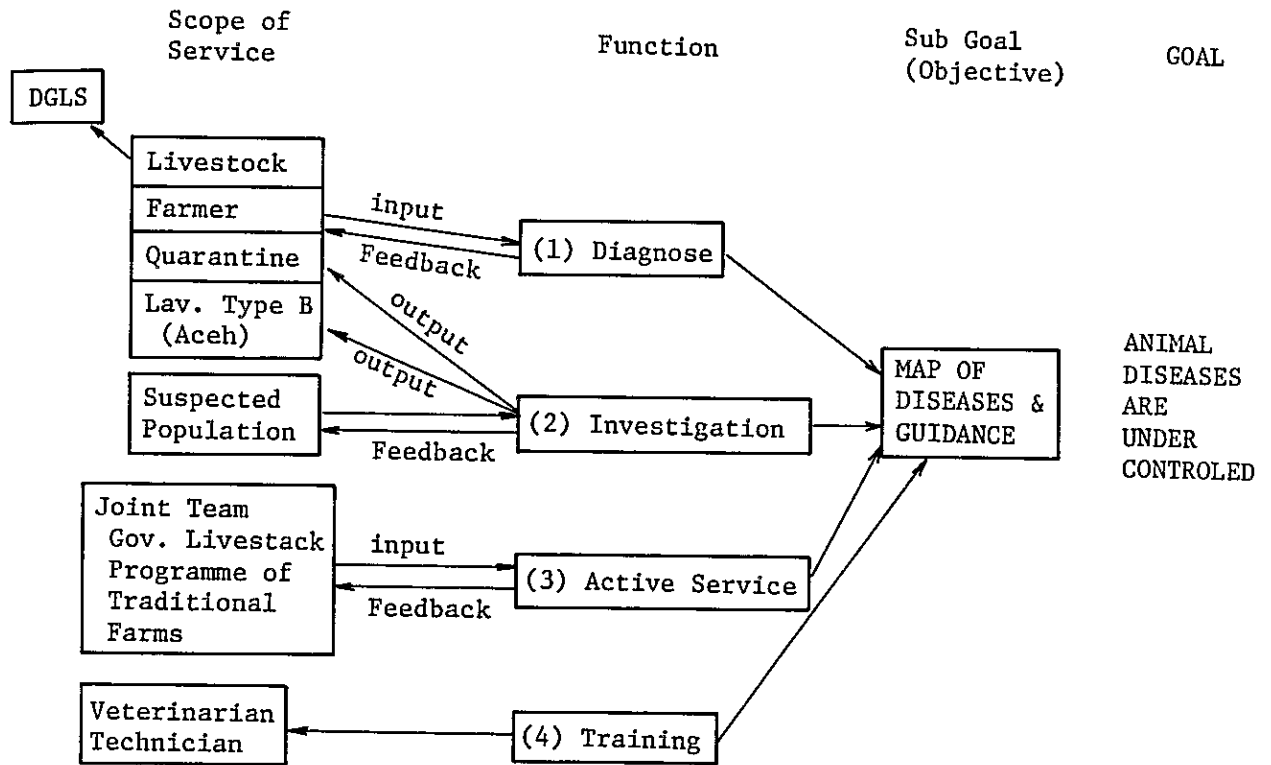 Scope of
Service
Function
Sub Goal
(Objective)
GOAL
DGLS
Livestock
Farmer
Quarantine
Lav. Type B
(Aceh)
input
Feedback
(1) Diagnose
output
output
Suspected
Population
Feedback
(2) Investigation
MAP OF
DISEASES &
GUIDANCE
ANIMAL
DISEASES
ARE
UNDER
CONTROLED
Joint Team
Gov. Livestack
Programme of
Traditional
Farms
input
Feedback
(3) Active Service
Veterinarian
Technician
(4) Training